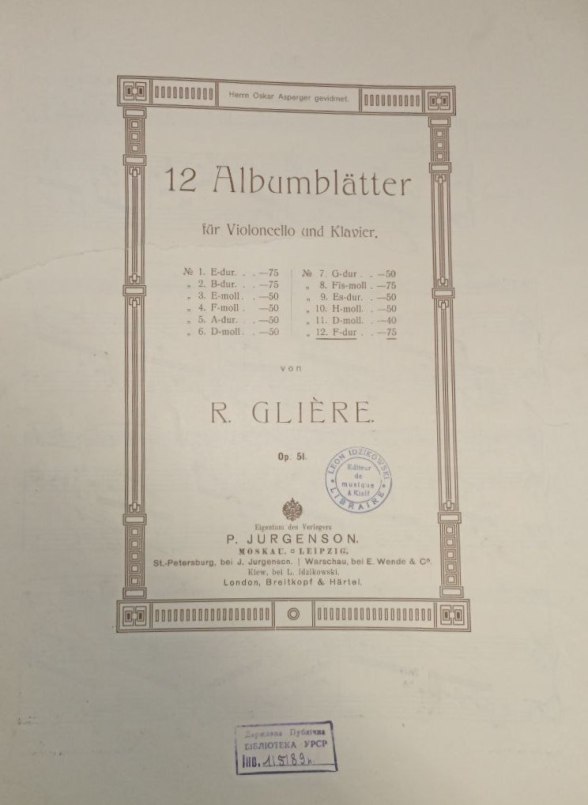 Herrn Oskar Asperger gewidmet.
12 Albumblätter
für Violoncello und Klavier.
№ 1. E-dur. . . —75
„ 2. B-dur. . . —75
„ 3. E-moll . . —50
„ 4. F-moll . . —50
„ 5. A-dur. . . —50
„ 6. D-moll. . . —50
№ 7. G-dur . . —50
„ 8. Fis-moll . —75
„ 9. Es-dur. . . —50
„ 10. H-moll. . —50
„ 11. D-moll. . —40
„ 12. F-dur . . —75
von
R. GLIÈRE.
Op. 51.
LEON IDZIKOWSKI
Editeur
de
musique
à Kieff
LIBRAIRE
Eigentum des Verlegers
P. JURGENSON.
MOSKAU. LEIPZIG.
St.-Petersburg, bei J. Jurgenson. | Warschau, bei E. Wende & Cº.
Kiew, bei L. Idzikowski.
London, Breitkopf & Härtel.
Державна Публічна
БІБЛІОТЕКА УРСР
Інв.